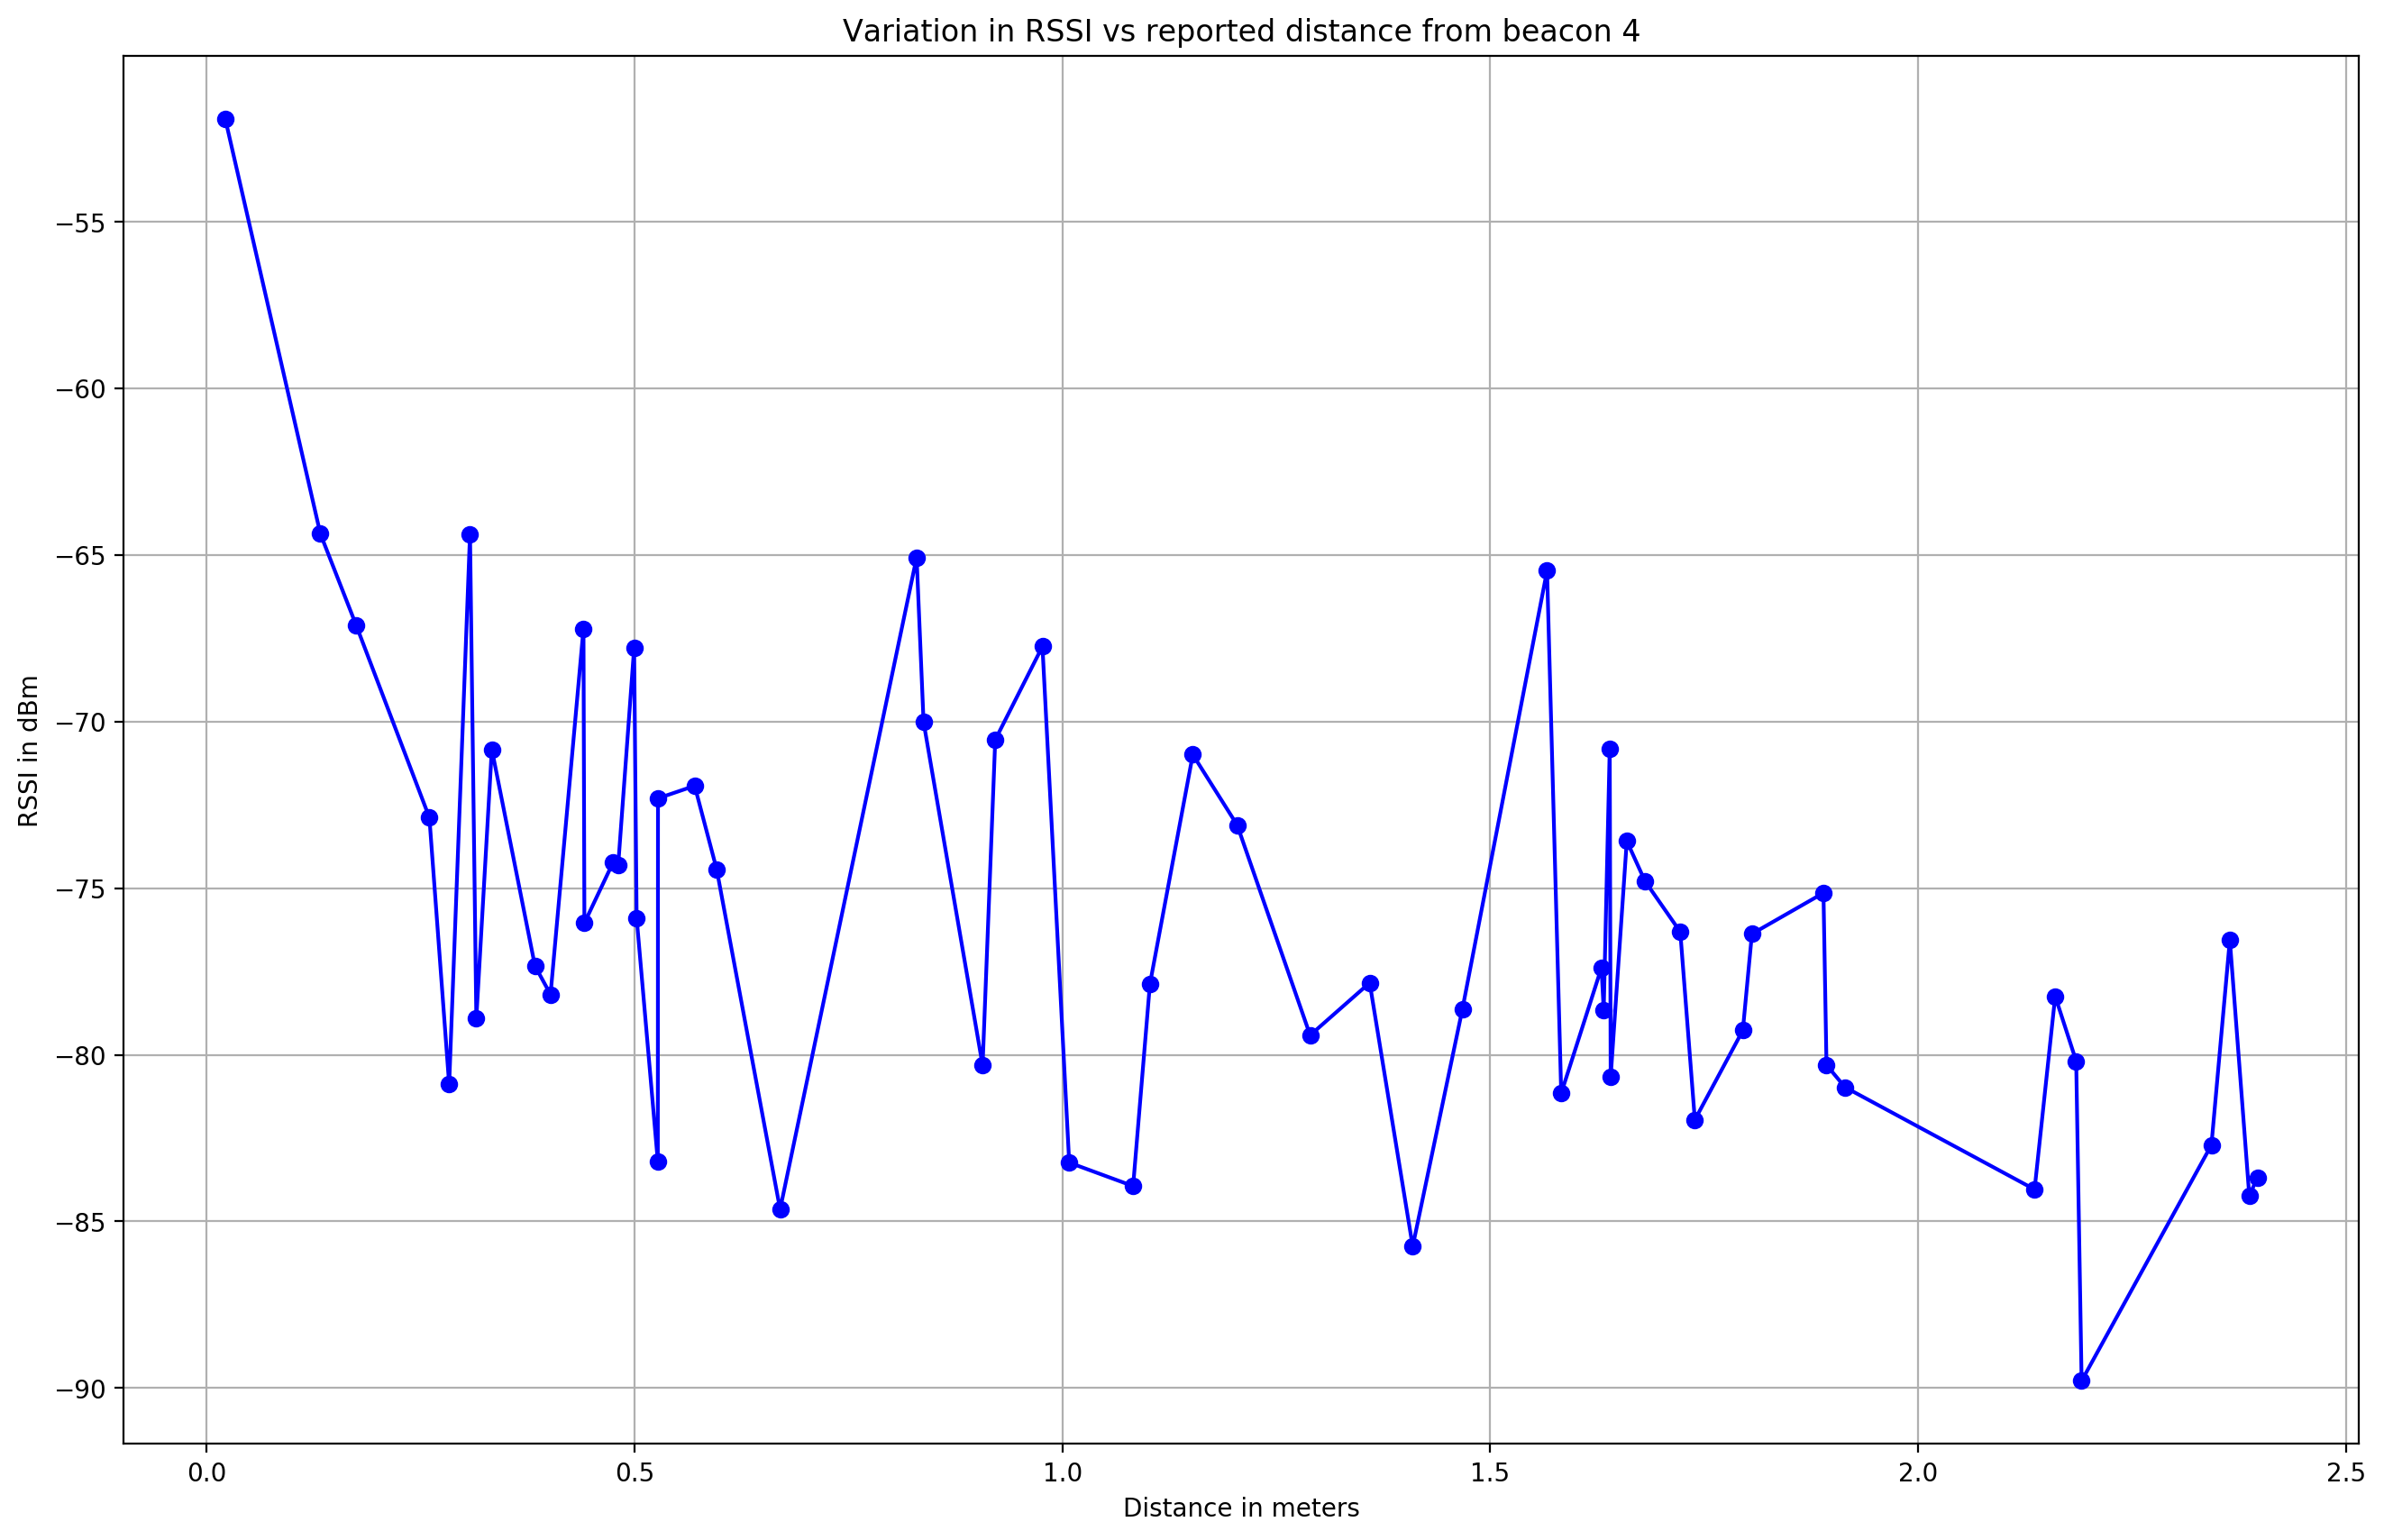 Variation in RSSI vs reported distance from beacon 4
RSSI in dBm
−55
−60
−65
−70
−75
−80
−85
−90
0.0 0.5 1.0 1.5 2.0 2.5
Distance in meters